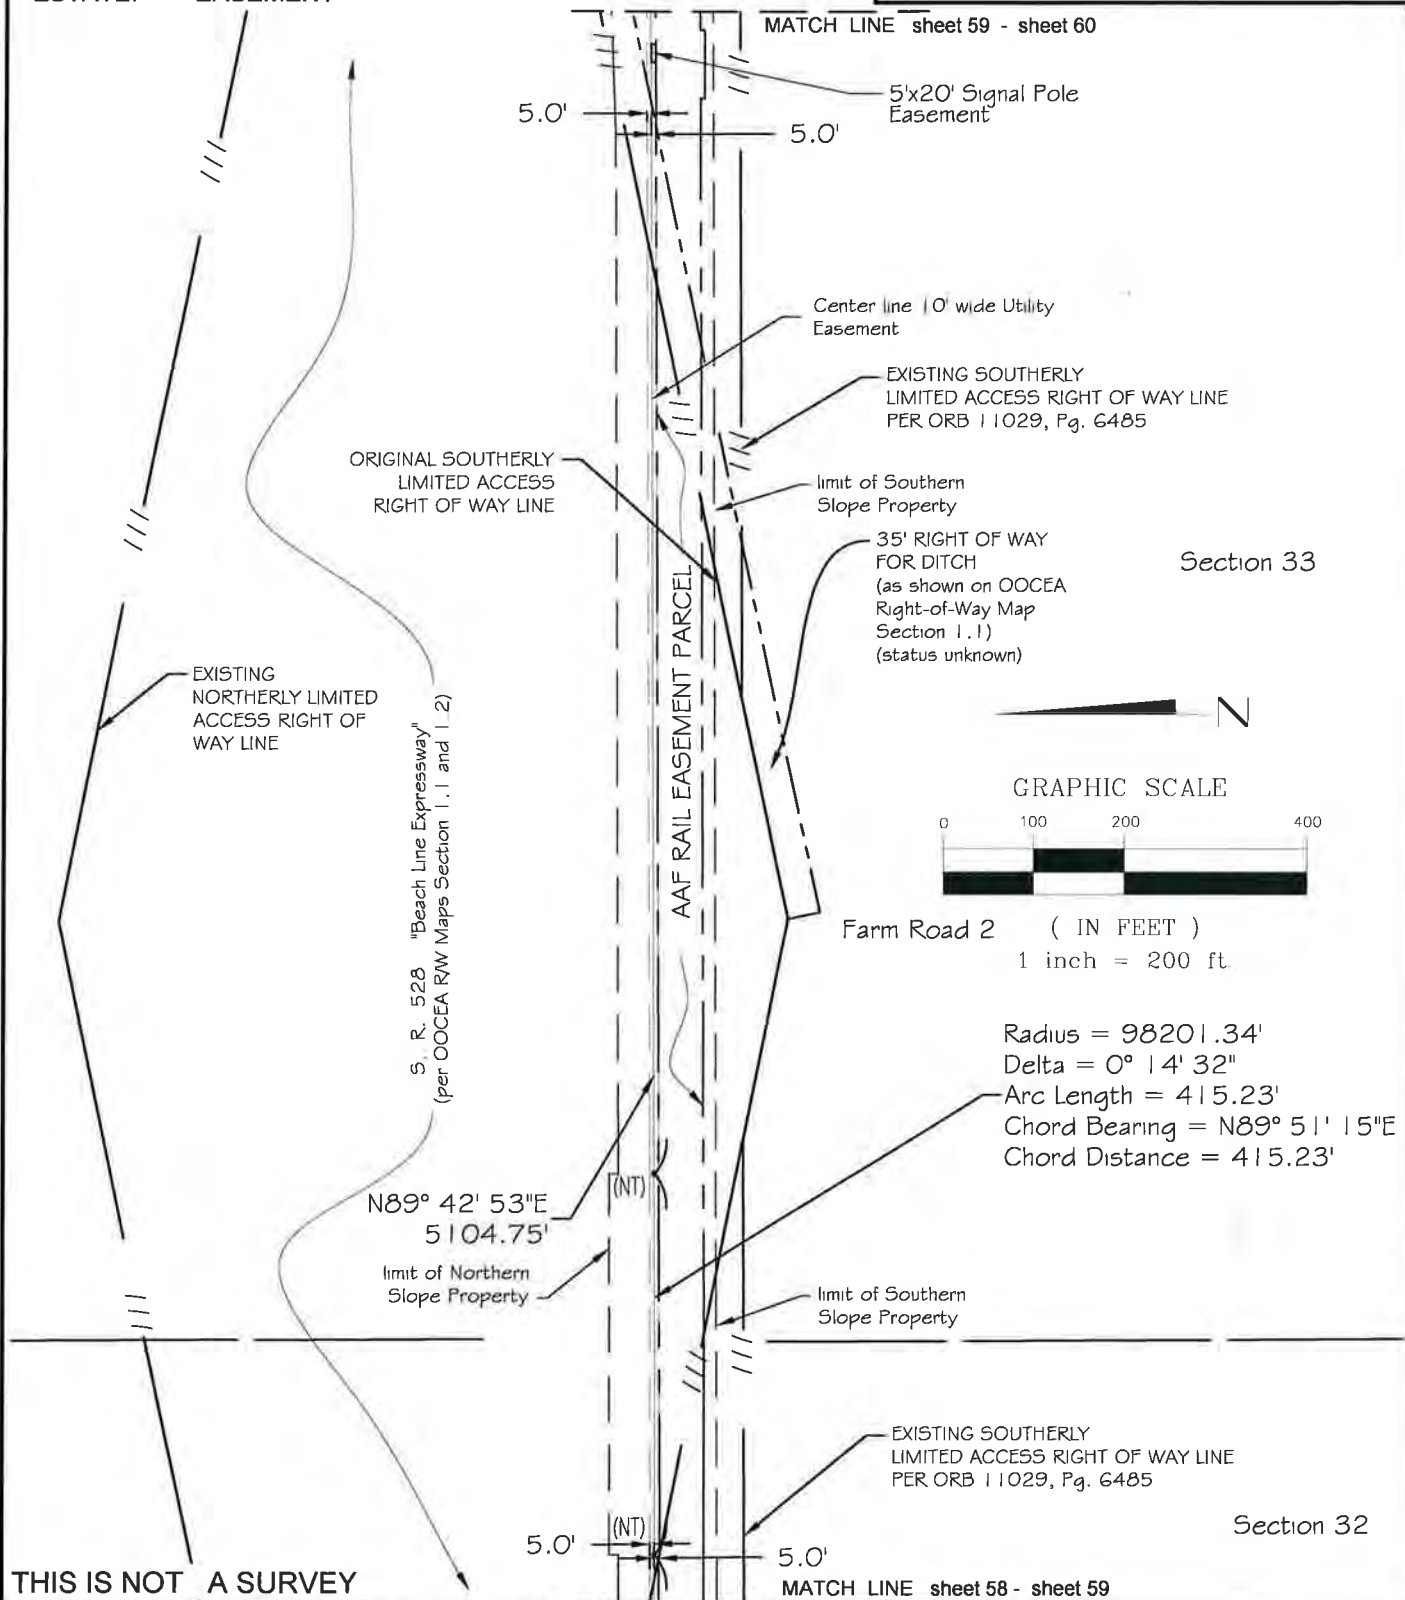 MATCH LINE sheet 59 - sheet 60
5'x20' Signal Pole
Easement
5.0'
5.0'
Center line 10' wide Utility
Easement
EXISTING SOUTHERLY
LIMITED ACCESS RIGHT OF WAY LINE
PER ORB 11029, Pg. 6485
ORIGINAL SOUTHERLY
LIMITED ACCESS
RIGHT OF WAY LINE
limit of Southern
Slope Property
35' RIGHT OF WAY
FOR DITCH
(as shown on OOCEA
Right-of-Way Map
Section 1.1)
(status unknown)
Section 33
EXISTING
NORTHERLY LIMITED
ACCESS RIGHT OF
WAY LINE
S. R. 528 "Beach Line Expressway"
(per OOCEA R/W Maps Section 1.1 and 1.2)
AAF RAIL EASEMENT PARCEL
N
GRAPHIC SCALE
0 100 200 400
Farm Road 2
( IN FEET )
1 inch = 200 ft.
Radius = 98201.34'
Delta = 0° 14' 32"
Arc Length = 415.23'
Chord Bearing = N89° 51' 15"E
Chord Distance = 415.23'
(NT)
N89° 42' 53"E
5104.75'
limit of Northern
Slope Property
limit of Southern
Slope Property
EXISTING SOUTHERLY
LIMITED ACCESS RIGHT OF WAY LINE
PER ORB 11029, Pg. 6485
Section 32
(NT)
5.0'
5.0'
THIS IS NOT A SURVEY
MATCH LINE sheet 58 - sheet 59